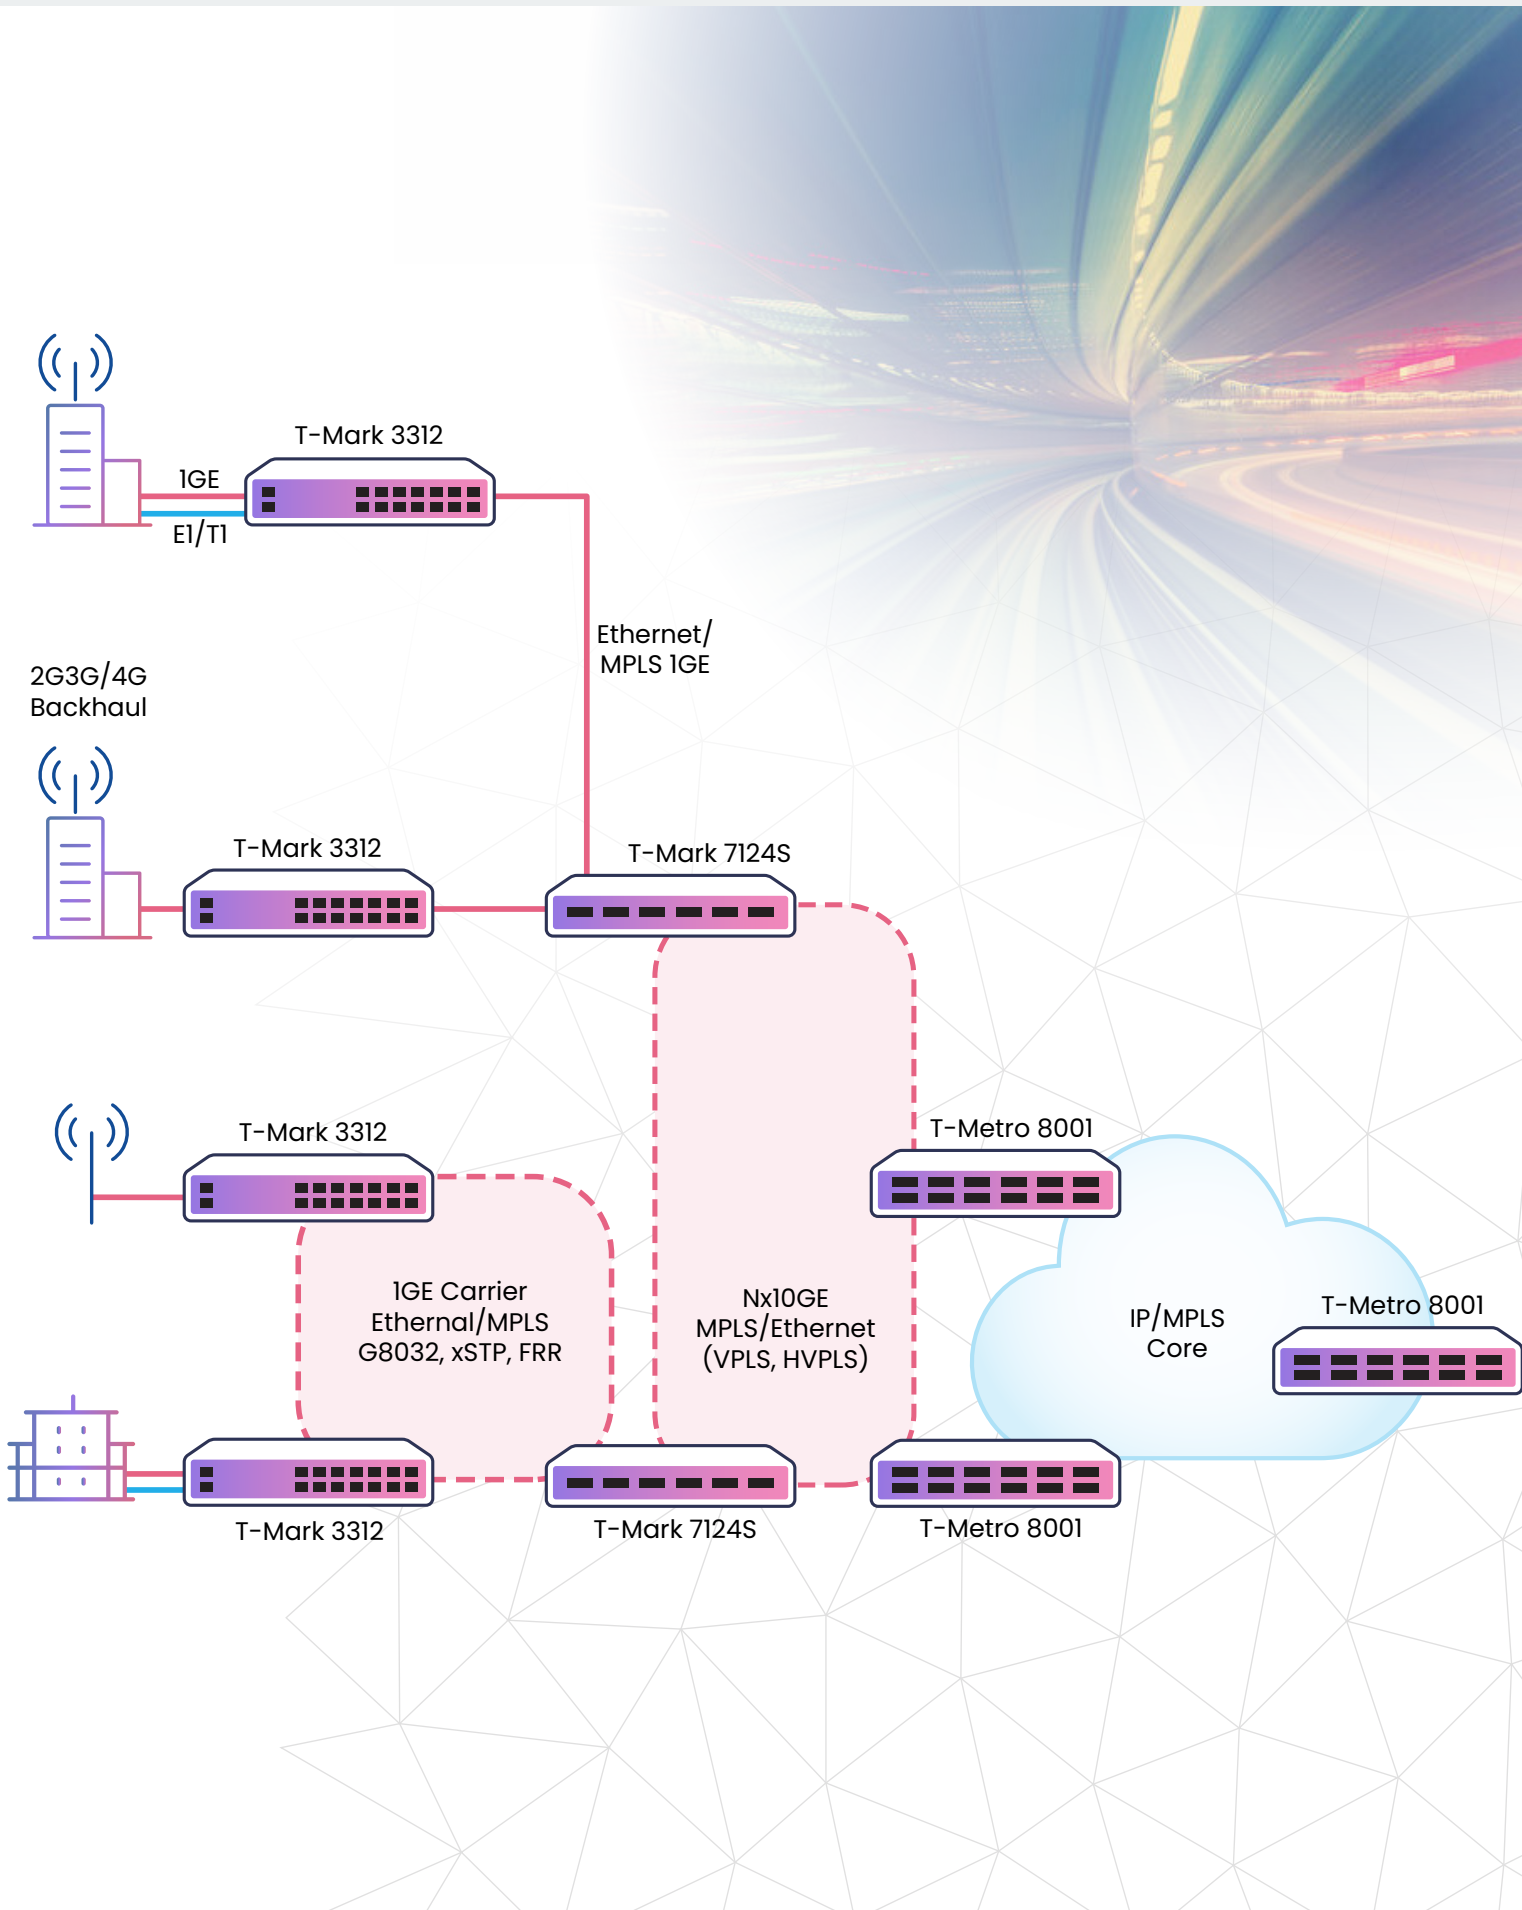 T-Mark 3312
1GE
E1/T1
Ethernet/
MPLS 1GE
2G3G/4G
Backhaul
T-Mark 3312
T-Mark 7124S
T-Mark 3312
T-Metro 8001
1GE Carrier
Ethernal/MPLS
G8032, xSTP, FRR
Nx10GE
MPLS/Ethernet
(VPLS, HVPLS)
IP/MPLS
Core
T-Metro 8001
T-Mark 3312
T-Mark 7124S
T-Metro 8001